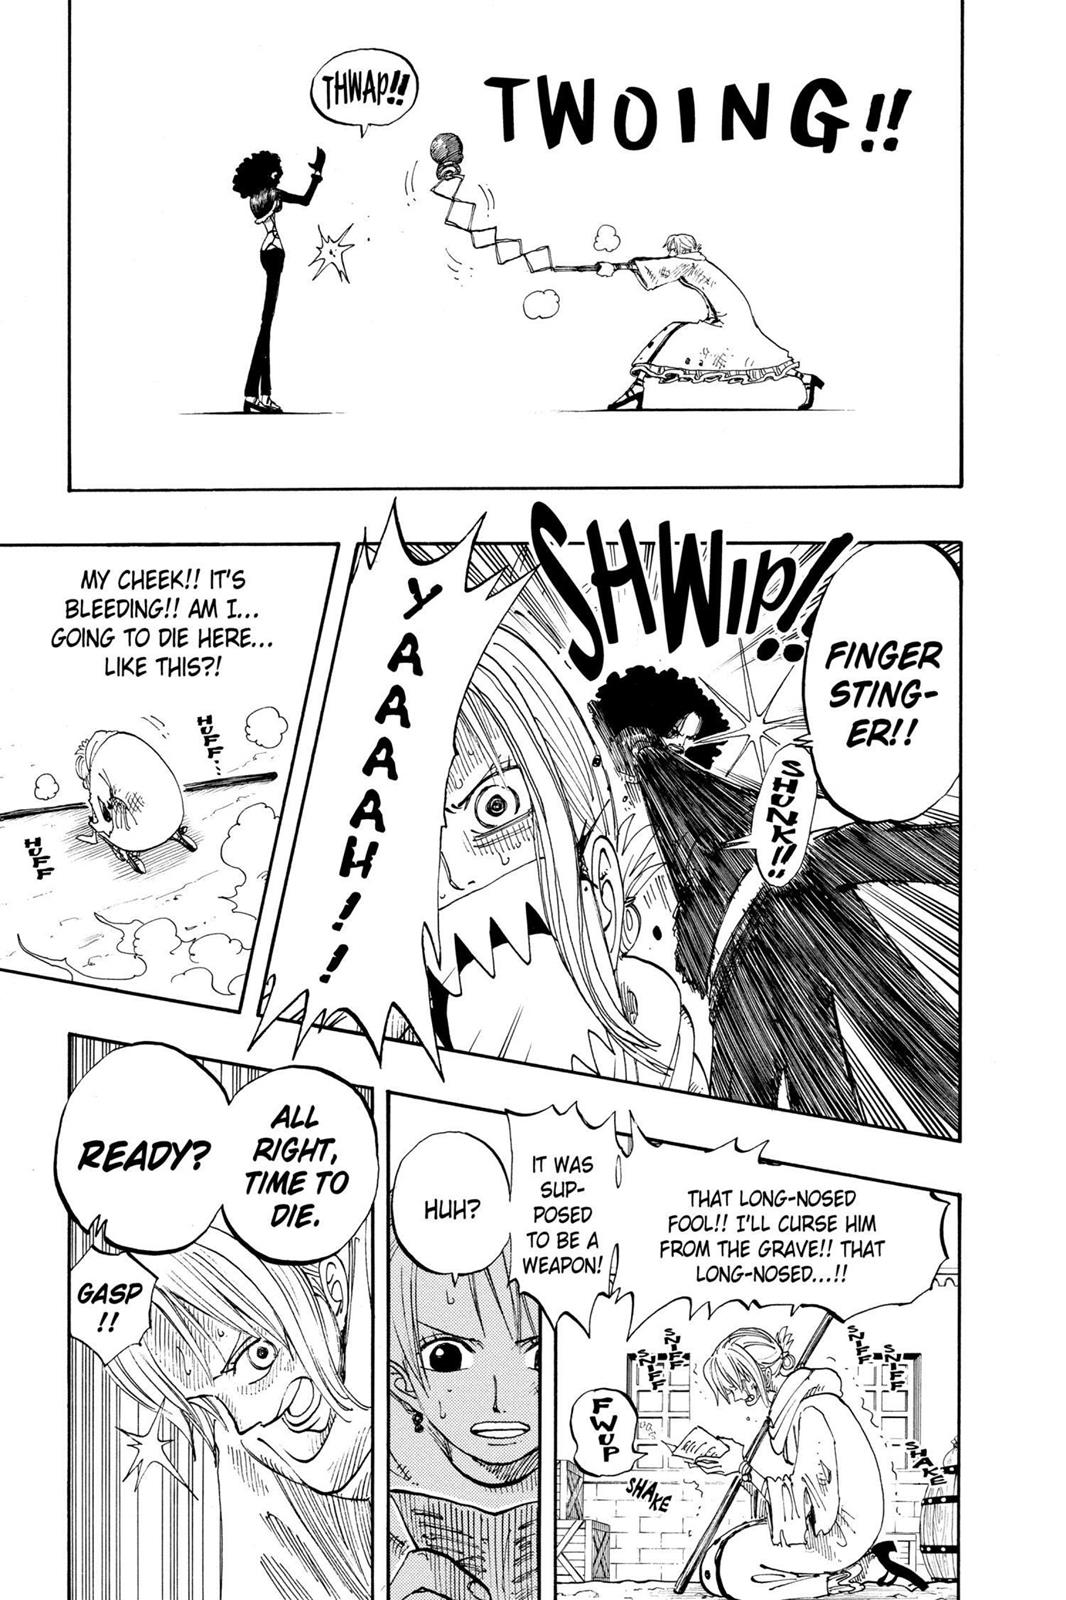 THWAP!!
TWOING!!
SHWIP!!
FINGER
STING-
ER!!
SHUNK!!
YAAAAH!!
MY CHEEK!! IT'S
BLEEDING!! AM I...
GOING TO DIE HERE...
LIKE THIS?!
HUFF...
HUFF
THAT LONG-NOSED
FOOL!! I'LL CURSE HIM
FROM THE GRAVE!! THAT
LONG-NOSED...!!
IT WAS
SUP-
POSED
TO BE A
WEAPON!
SNIFF
SNIFF
SNIFF
SNIFF
FWUP
SHAKE
SHAKE
HUH?
ALL
RIGHT,
TIME TO
DIE.
READY?
GASP
!!